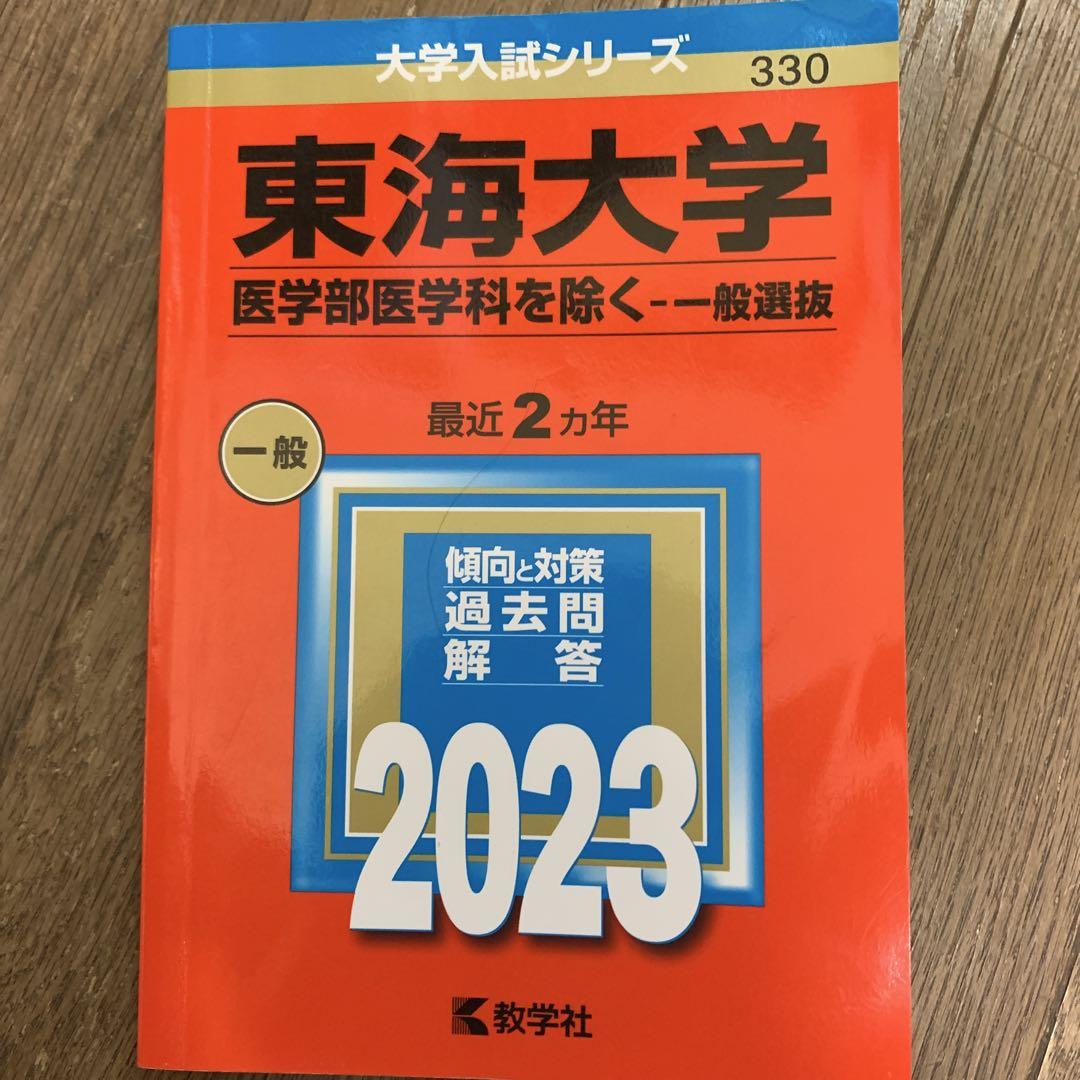 大学入試シリーズ 330
東海大学
医学部医学科を除く-一般選抜
最近2ヵ年
一般
傾向と対策
過去問
解答
2023
教学社